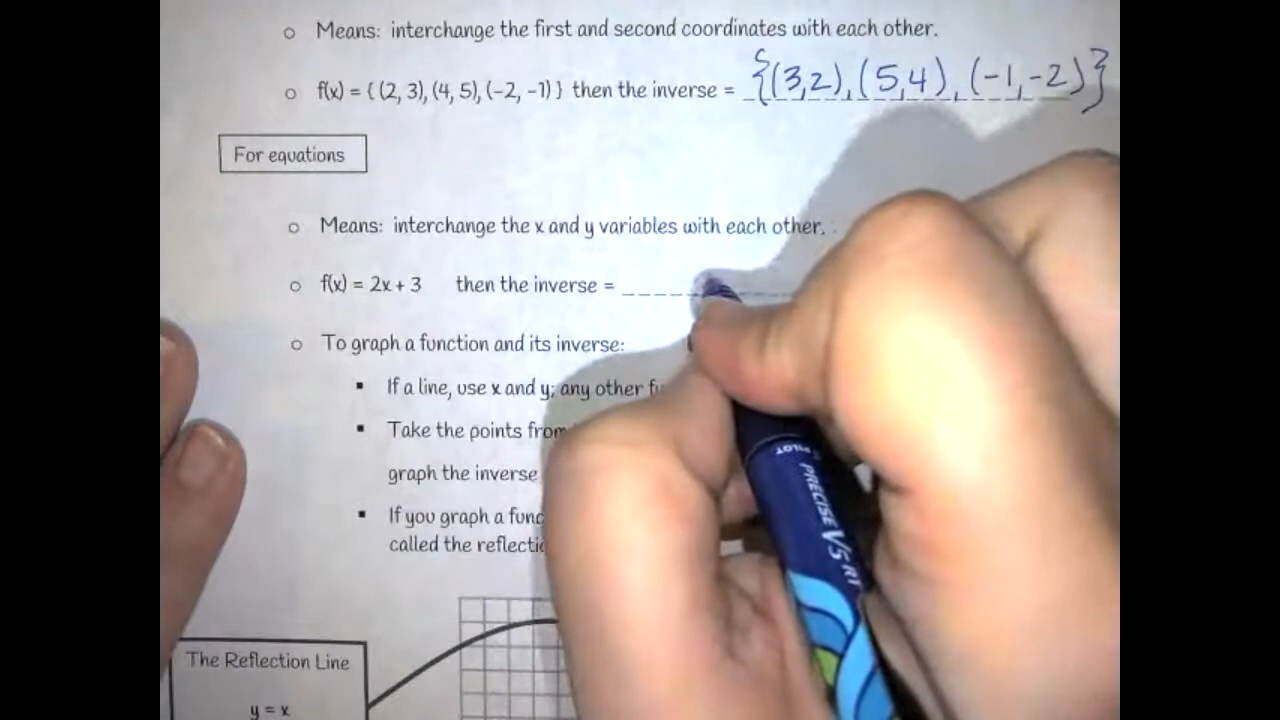 ○ Means: interchange the first and second coordinates with each other.
○ f(x) = { (2, 3), (4, 5), (-2, -1) } then the inverse = {(3,2), (5,4), (-1,-2)}
For equations
○ Means: interchange the x and y variables with each other.
○ f(x) = 2x + 3 then the inverse =
○ To graph a function and its inverse:
▪ If a line, use x and y; any other
▪ Take the points from
graph the inverse
▪ If you graph a
called the
PILOT
PRECISE V5 RT
The Reflection Line
y = x